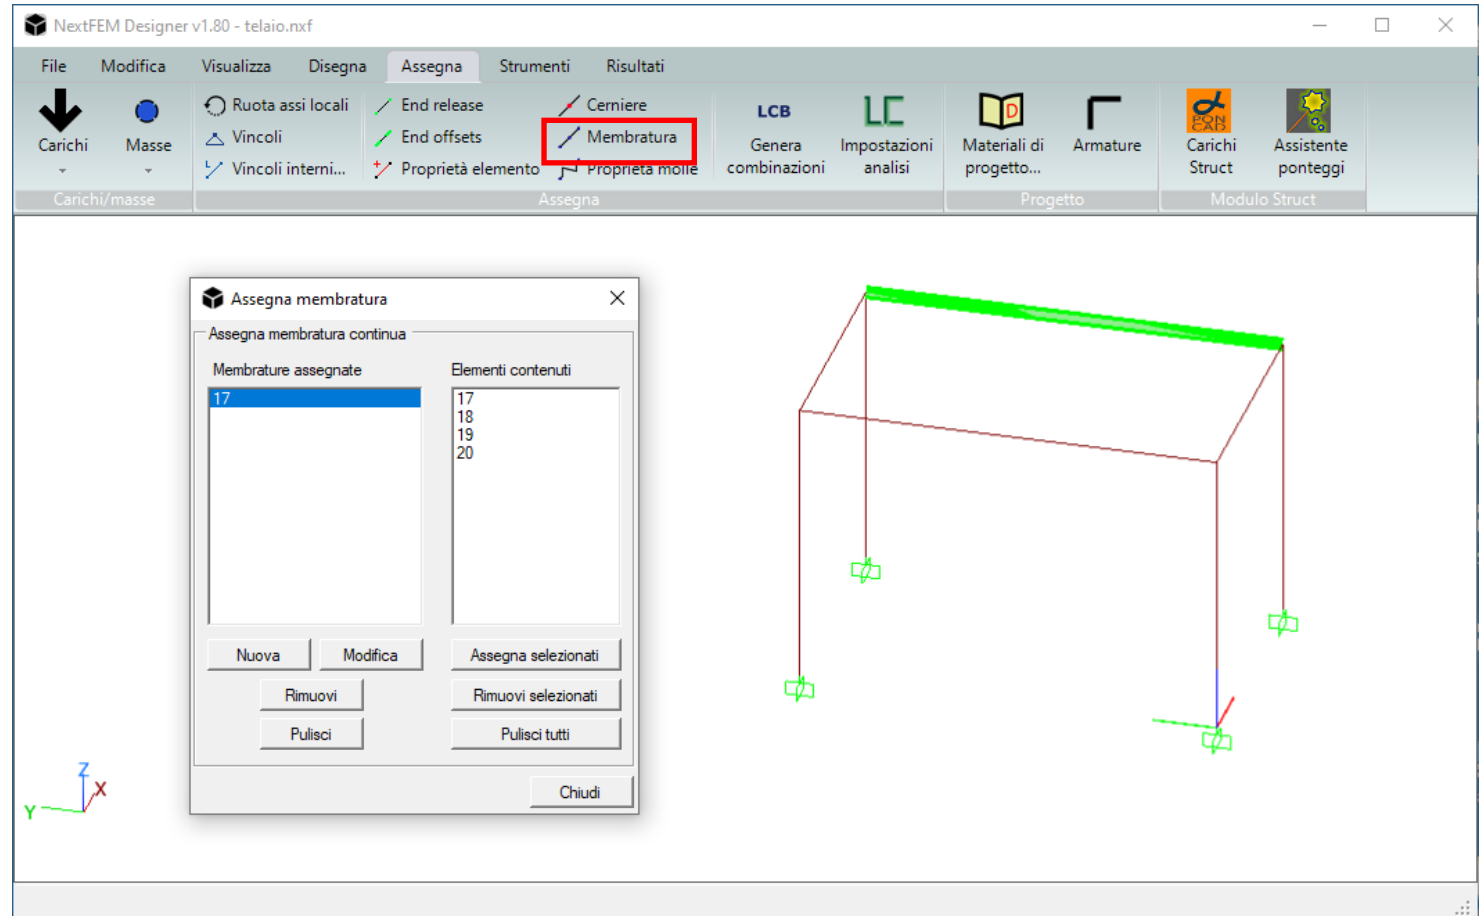 NextFEM Designer v1.80 - telaio.nxf
File Modifica Visualizza Disegna Assegna Strumenti Risultati
Carichi
Masse
Carichi/masse
Ruota assi locali
Vincoli
Vincoli interni...
End release
End offsets
Proprietà elemento
Cerniere
Membratura
Proprietà molle
LCB
Genera
combinazioni
LC
Impostazioni
analisi
Assegna
D
Materiali di
progetto...
Armature
Progetto
PON
CAD
Carichi
Struct
Assistente
ponteggi
Modulo Struct
Assegna membratura
Assegna membratura continua
Membrature assegnate
17
Elementi contenuti
17
18
19
20
Nuova Modifica
Rimuovi
Pulisci
Assegna selezionati
Rimuovi selezionati
Pulisci tutti
Chiudi
Z
X
Y